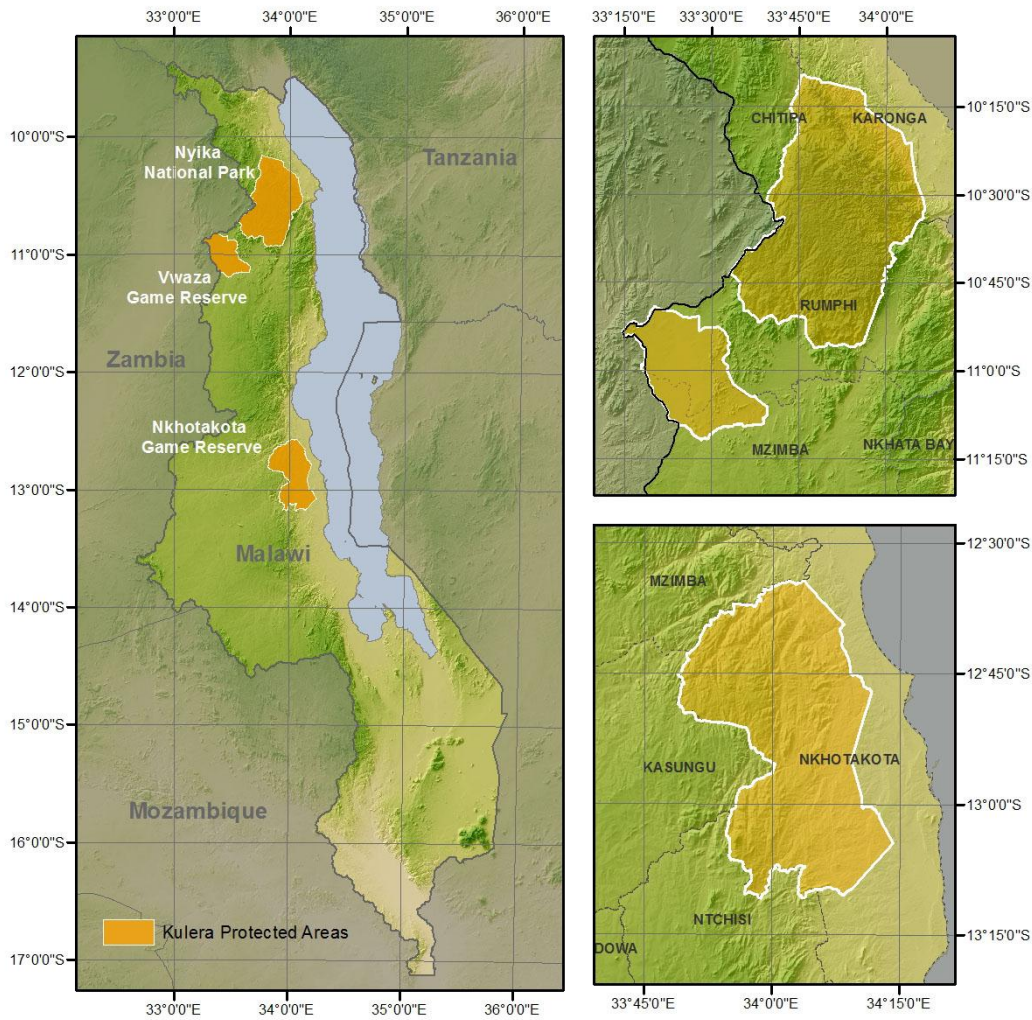 33°0'0"E
34°0'0"E
35°0'0"E
36°0'0"E
10°0'0"S
11°0'0"S
12°0'0"S
13°0'0"S
14°0'0"S
15°0'0"S
16°0'0"S
17°0'0"S
Nyika
National Park
Tanzania
Vwaza
Game Reserve
Zambia
Nkhotakota
Game Reserve
Malawi
Mozambique
Kulera Protected Areas
33°0'0"E
34°0'0"E
35°0'0"E
36°0'0"E
33°15'0"E
33°30'0"E
33°45'0"E
34°0'0"E
CHITIPA
KARONGA
RUMPHI
MZIMBA
NKHATA BAY
10°15'0"S
10°30'0"S
10°45'0"S
11°0'0"S
11°15'0"S
MZIMBA
KASUNGU
NKHOTAKOTA
NTCHISI
DOWA
12°30'0"S
12°45'0"S
13°0'0"S
13°15'0"S
33°45'0"E
34°0'0"E
34°15'0"E